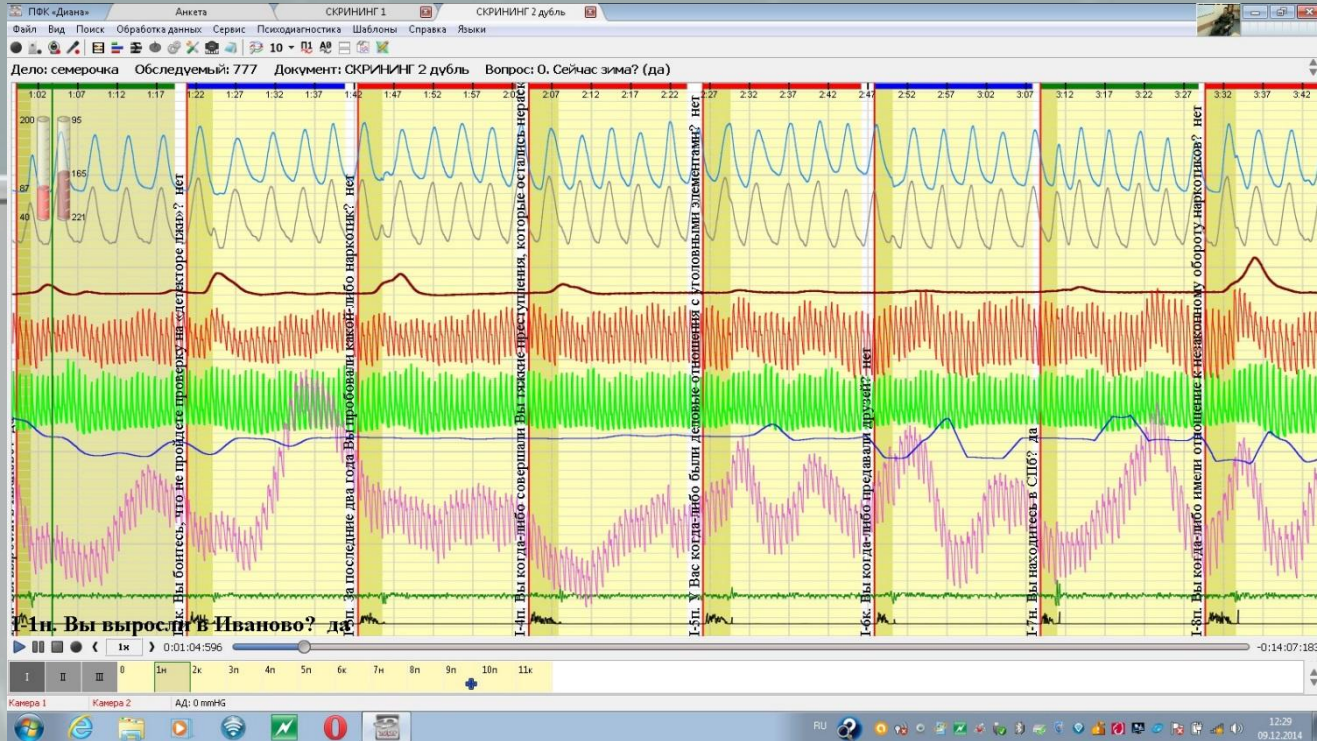 ПФК «Диана»
Анкета
СКРИНИНГ 1
СКРИНИНГ 2 дубль
Файл Вид Поиск Обработка данных Сервис Психодиагностика Шаблоны Справка Языки
10
Дело: семерочка Обследуемый: 777 Документ: СКРИНИНГ 2 дубль Вопрос: 0. Сейчас зима? (да)
1:02 1:07 1:12 1:17 1:22 1:27 1:32 1:37 1:42 1:47 1:52 1:57 2:07 2:12 2:17 2:22 2:27 2:32 2:37 2:42 2:47 2:52 2:57 3:02 3:07 3:12 3:17 3:22 3:27 3:32 3:37 3:42
200 95
165
87
40 221
Вы боитесь, что не пройдете проверку на «детекторе лжи»? нет
За последние два года Вы пробовали какой-либо наркотик? нет
I-4п. Вы когда-либо совершали Вы тяжкие преступления, которые остались нераск
I-5п. У Вас когда-либо были деловые отношения с уголовными элементами? нет
I-6к. Вы когда-либо предавали друзей? нет
I-7н. Вы находитесь в СПб? да
I-8п. Вы когда-либо имели отношение к незаконному обороту наркотиков? нет
I-1н. Вы выросли в Иваново? да
1x 0:01:04:596 -0:14:07:183
I II III 0 1н 2к 3п 4п 5п 6к 7н 8п 9п 10п 11к
Камера 1 Камера 2 АД: 0 mmHG
RU 12:29
09.12.2014